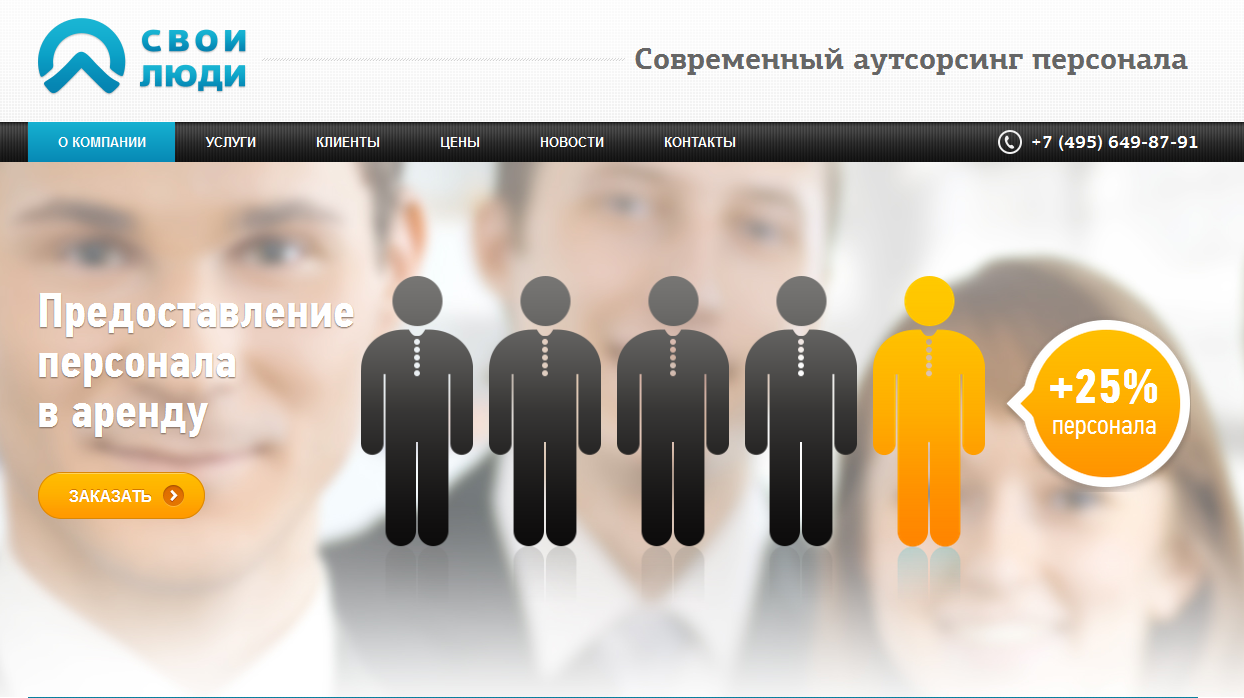 СВОИ
ЛЮДИ
Современный аутсорсинг персонала
О КОМПАНИИ
УСЛУГИ
КЛИЕНТЫ
ЦЕНЫ
НОВОСТИ
КОНТАКТЫ
+7 (495) 649-87-91
Предоставление
персонала
в аренду
ЗАКАЗАТЬ
+25%
персонала